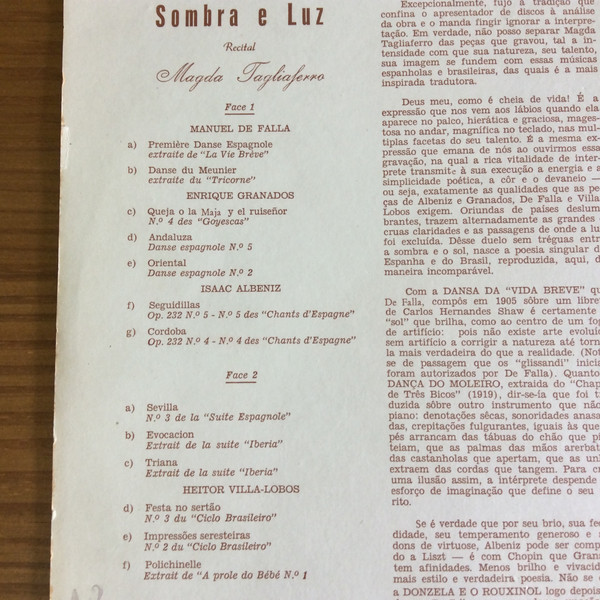 Sombra e Luz
Recital
Magda Tagliaferro
Face 1
MANUEL DE FALLA
a) Première Danse Espagnole
extraite de "La Vie Brève"
b) Danse du Meunier
extraite du "Tricorne"
ENRIQUE GRANADOS
c) Queja o la Maja y el ruiseñor
N.º 4 des "Goyescas"
d) Andaluza
Danse espagnole N.º 5
e) Oriental
Danse espagnole N.º 2
ISAAC ALBENIZ
f) Seguidillas
Op. 232 N.º 5 - N.º 5 des "Chants d'Espagne"
g) Cordoba
Op. 232 N.º 4 - N.º 4 des "Chants d'Espagne"
Face 2
a) Sevilla
N.º 3 de la "Suite Espagnole"
b) Evocacion
Extrait de la suite "Iberia"
c) Triana
Extrait de la suite "Iberia"
HEITOR VILLA-LOBOS
d) Festa no sertão
N.º 3 du "Ciclo Brasileiro"
e) Impressões seresteiras
N.º 2 du "Ciclo Brasileiro"
f) Polichinelle
Extrait de "A prole do Bébé N.º 1
Excepcionalmente, fujo à tradição que
confina o apresentador de discos à análise
da obra e o manda fingir ignorar a interpre-
tação. Em verdade, não posso separar Magda
Tagliaferro das peças que gravou, tal a in-
tensidade com que sua natureza, seu talento,
sua imagem se fundem com essas músicas
espanholas e brasileiras, das quais é a mais
inspirada tradutora.
Deus meu, como é cheia de vida! É a
expressão que nos vem aos lábios quando ela
aparece no palco, hierática e graciosa, mages-
tosa no andar, magnífica no teclado, nas mul-
tiplas facetas do seu talento. É a mesma ex-
pressão que emana de nós ao ouvirmos essa
gravação, na qual a rica vitalidade de inter-
prete transmite à sua execução a energia e a
simplicidade poética, a côr e o devaneio —
ou seja, exatamente as qualidades que as pe-
ças de Albeniz e Granados, De Falla e Villa
Lobos exigem. Oriundas de países deslum-
brantes, trazem alternadamente as grandes e
cruas claridades e as passagens de onde a lu
foi excluída. Dêsse duelo sem tréguas entr
a sombra e o sol, nasce a poesia singular d
Espanha e do Brasil, reproduzida, aqui, d
maneira incomparável.
Com a DANSA DA "VIDA BREVE" qu
De Falla, compôs em 1905 sôbre um libre
de Carlos Hernandes Shaw é certamente
"sol" que brilha, como ao centro de um fog
de artifício: pois não existe arte evoluíd
sem artifício a corrigir a natureza até torn
la mais verdadeira do que a realidade. (Not
se de passagem que os "glissandi" inicia
foram autorizados por De Falla). Quanto
DANÇA DO MOLEIRO, extraida do "Chap
de Três Bicos" (1919), dir-se-ía que foi t
duzida sôbre outro instrumento que não
piano: denotações sêcas, sonoridades anasa
das, crepitações fulgurantes, iguais às que
pés arrancam das tábuas do chão que pi
teiam, que as palmas das mãos arrebat
das castanholas que apertam, que as unh
extraem das cordas que tangem. Para cr
uma ilusão assim, a intérprete despende
esforço de imaginação que define o seu
rito.
Se é verdade que por seu brio, sua fec
didade, seu temperamento generoso e
dons de virtuose, Albeniz pode ser comp
do a Liszt — é com Chopin que Gran
tem afinidades. Menos brilho e vivacid
mais estilo e verdadeira poesia. Não se
a DONZELA E O ROUXINOL logo depois